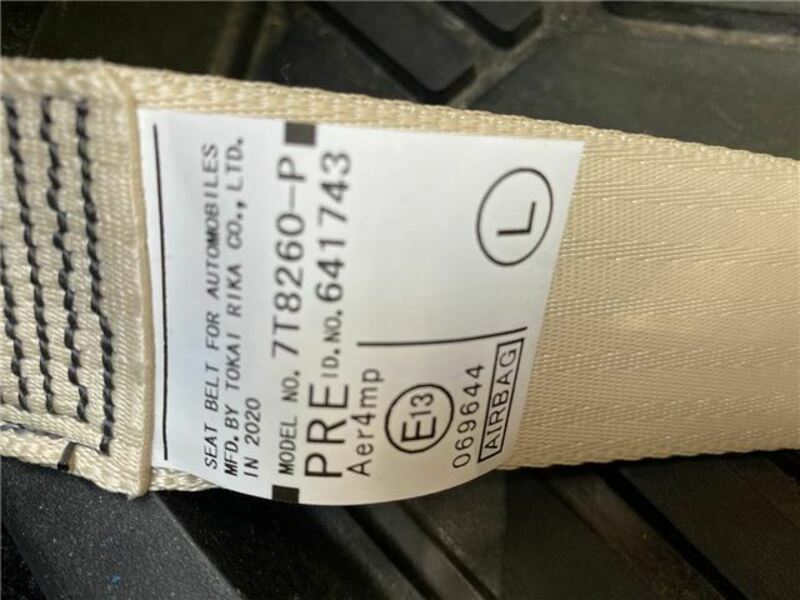 SEAT BELT FOR AUTOMOBILES
MFD. BY TOKAI RIKA CO., LTD.
IN 2020
MODEL NO. 7T8260-P
PRE ID.NO. 641743
Aer4mp
E13
069644
AIRBAG
L